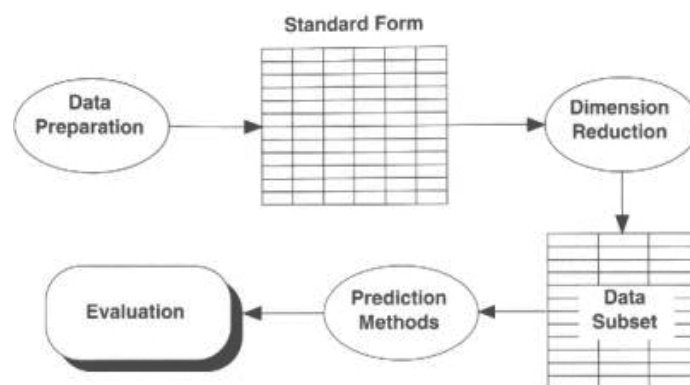 Standard Form
Data
Preparation
Dimension
Reduction
Evaluation
Prediction
Methods
Data
Subset